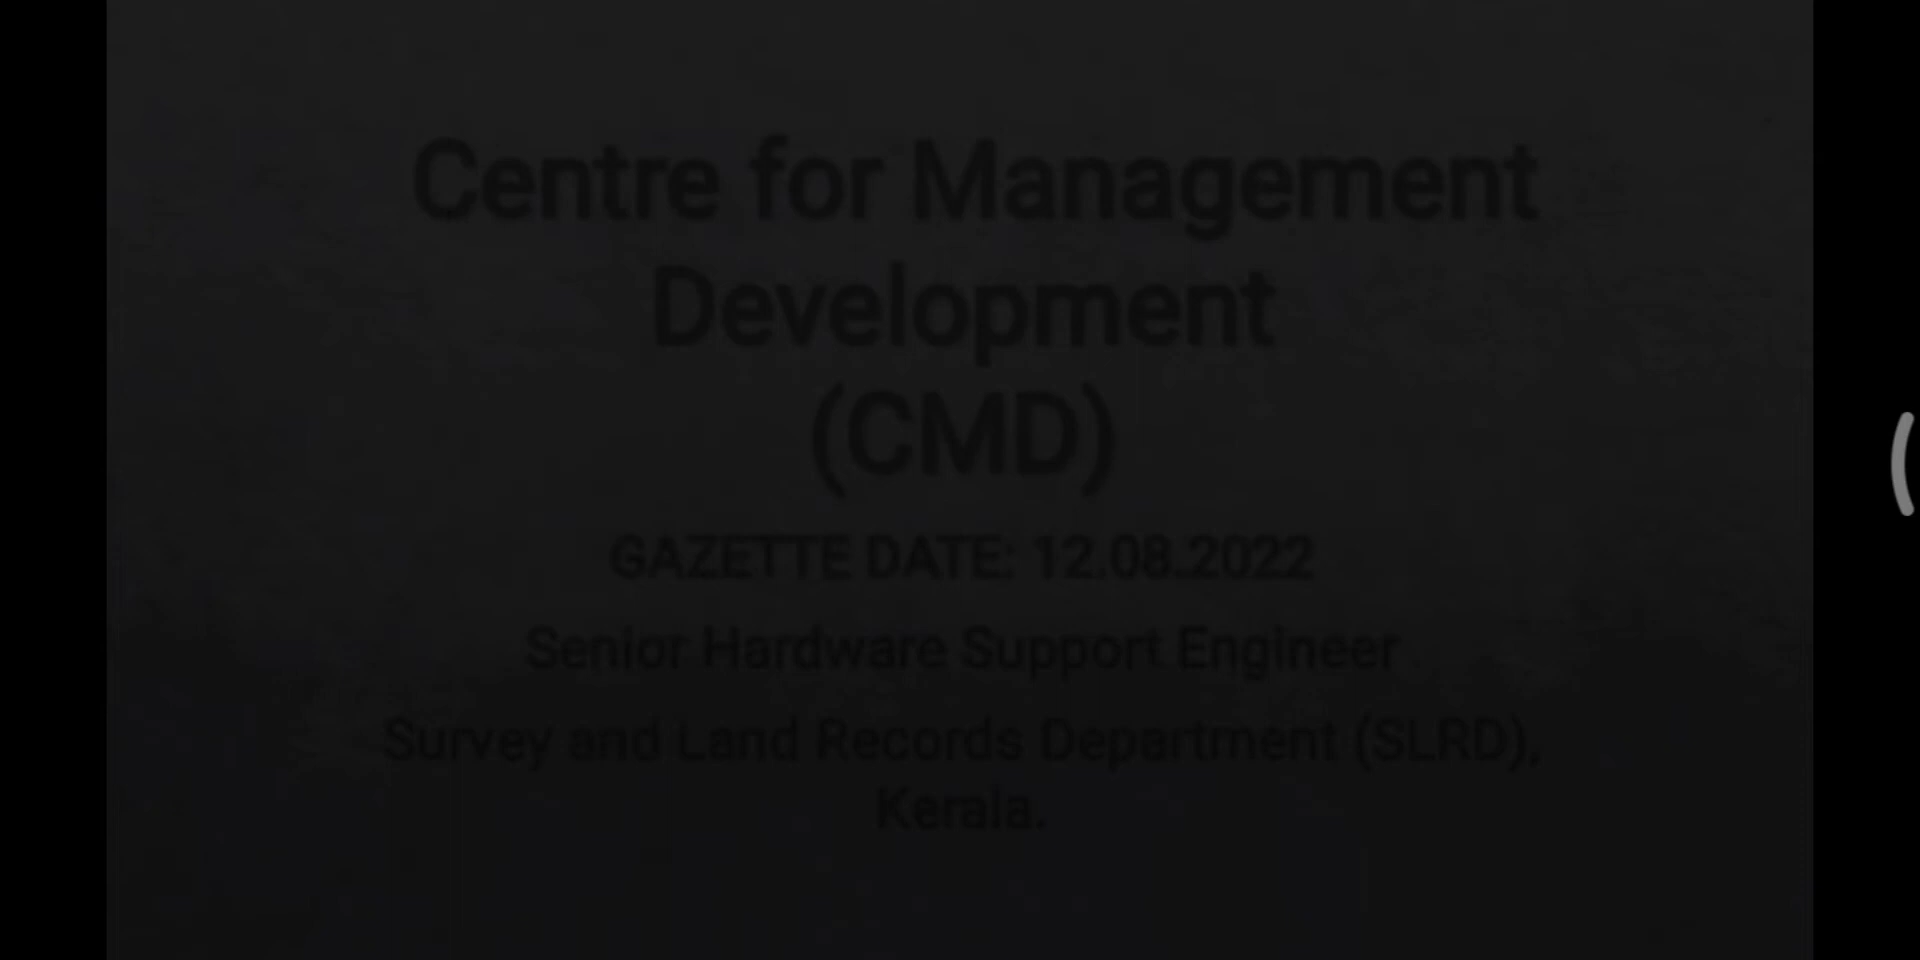 Centre for Management
Development
(CMD)
GAZETTE DATE: 12.08.2022
Senior Hardware Support Engineer
Survey and Land Records Department (SLRD),
Kerala.